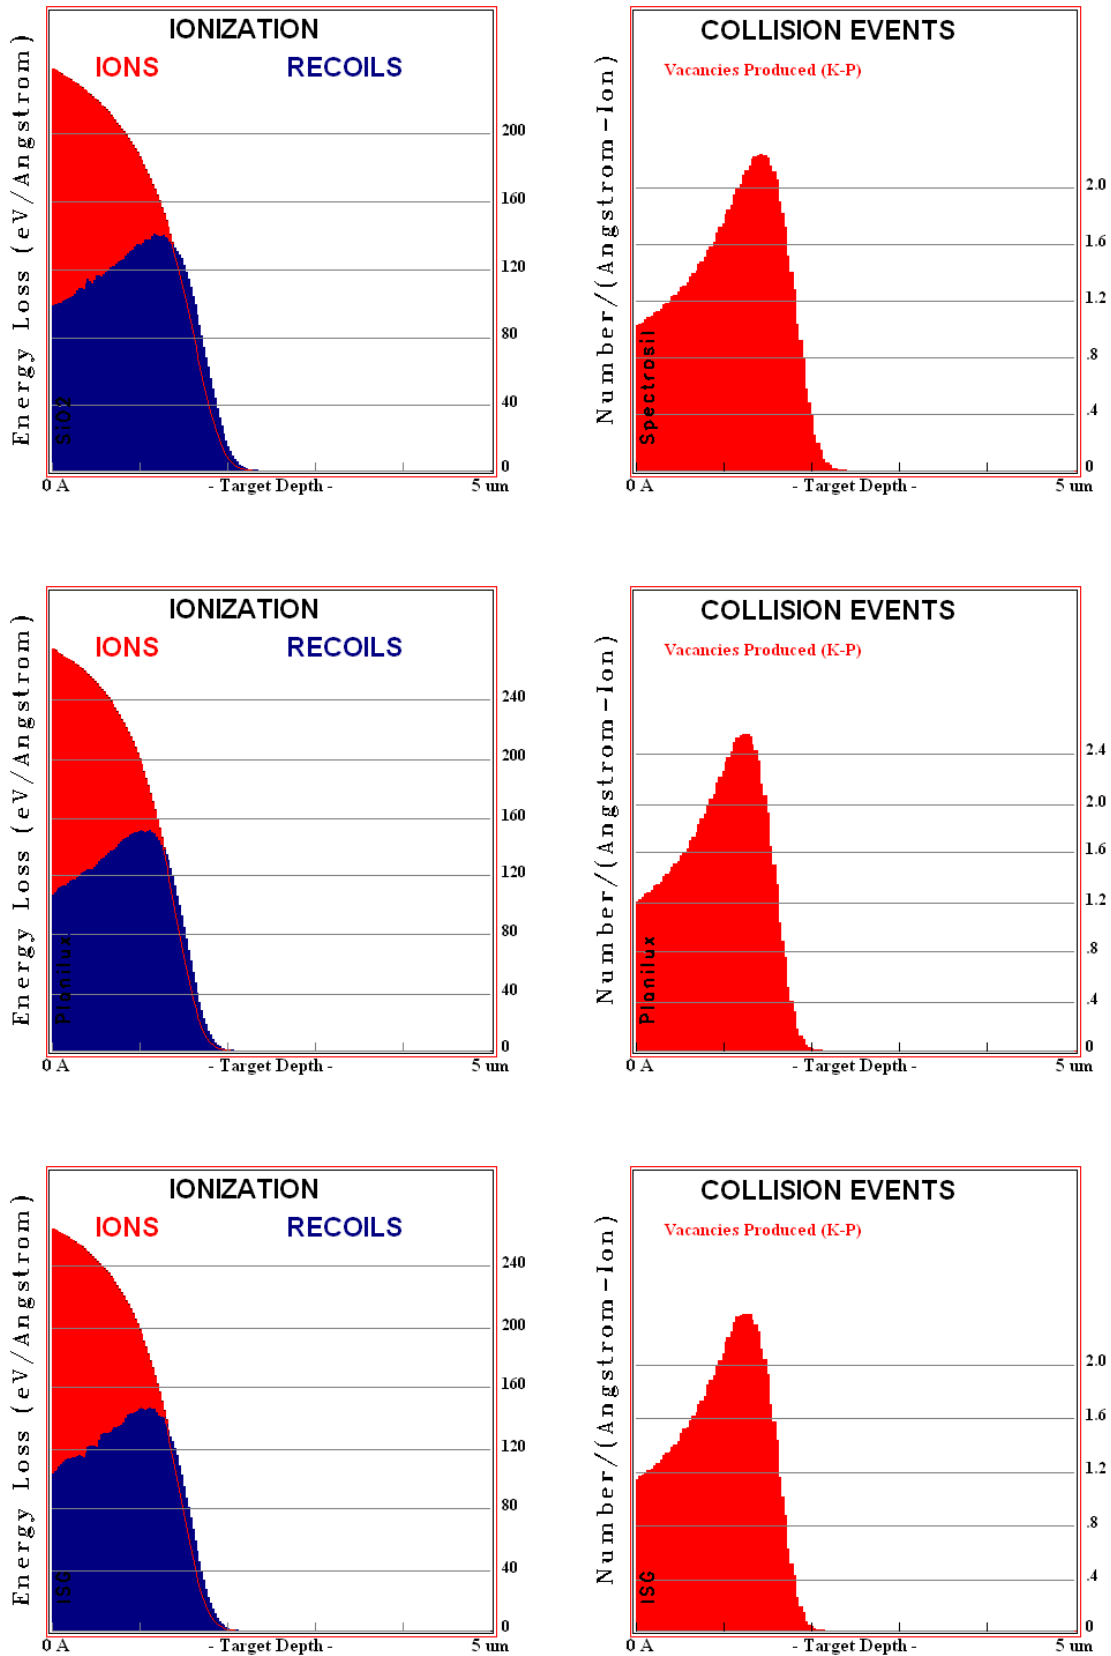 IONIZATION
IONS RECOILS
Energy Loss (eV/Angstrom)
200
160
120
80
40
0
SiO2
0 A - Target Depth - 5 um
COLLISION EVENTS
Vacancies Produced (K-P)
Number/(Angstrom-Ion)
2.0
1.6
1.2
.8
.4
0
Spectrosil
0 A - Target Depth - 5 um
IONIZATION
IONS RECOILS
Energy Loss (eV/Angstrom)
240
200
160
120
80
40
0
Planilux
0 A - Target Depth - 5 um
COLLISION EVENTS
Vacancies Produced (K-P)
Number/(Angstrom-Ion)
2.4
2.0
1.6
1.2
.8
.4
0
Planilux
0 A - Target Depth - 5 um
IONIZATION
IONS RECOILS
Energy Loss (eV/Angstrom)
240
200
160
120
80
40
0
ISG
0 A - Target Depth - 5 um
COLLISION EVENTS
Vacancies Produced (K-P)
Number/(Angstrom-Ion)
2.0
1.6
1.2
.8
.4
0
ISG
0 A - Target Depth - 5 um